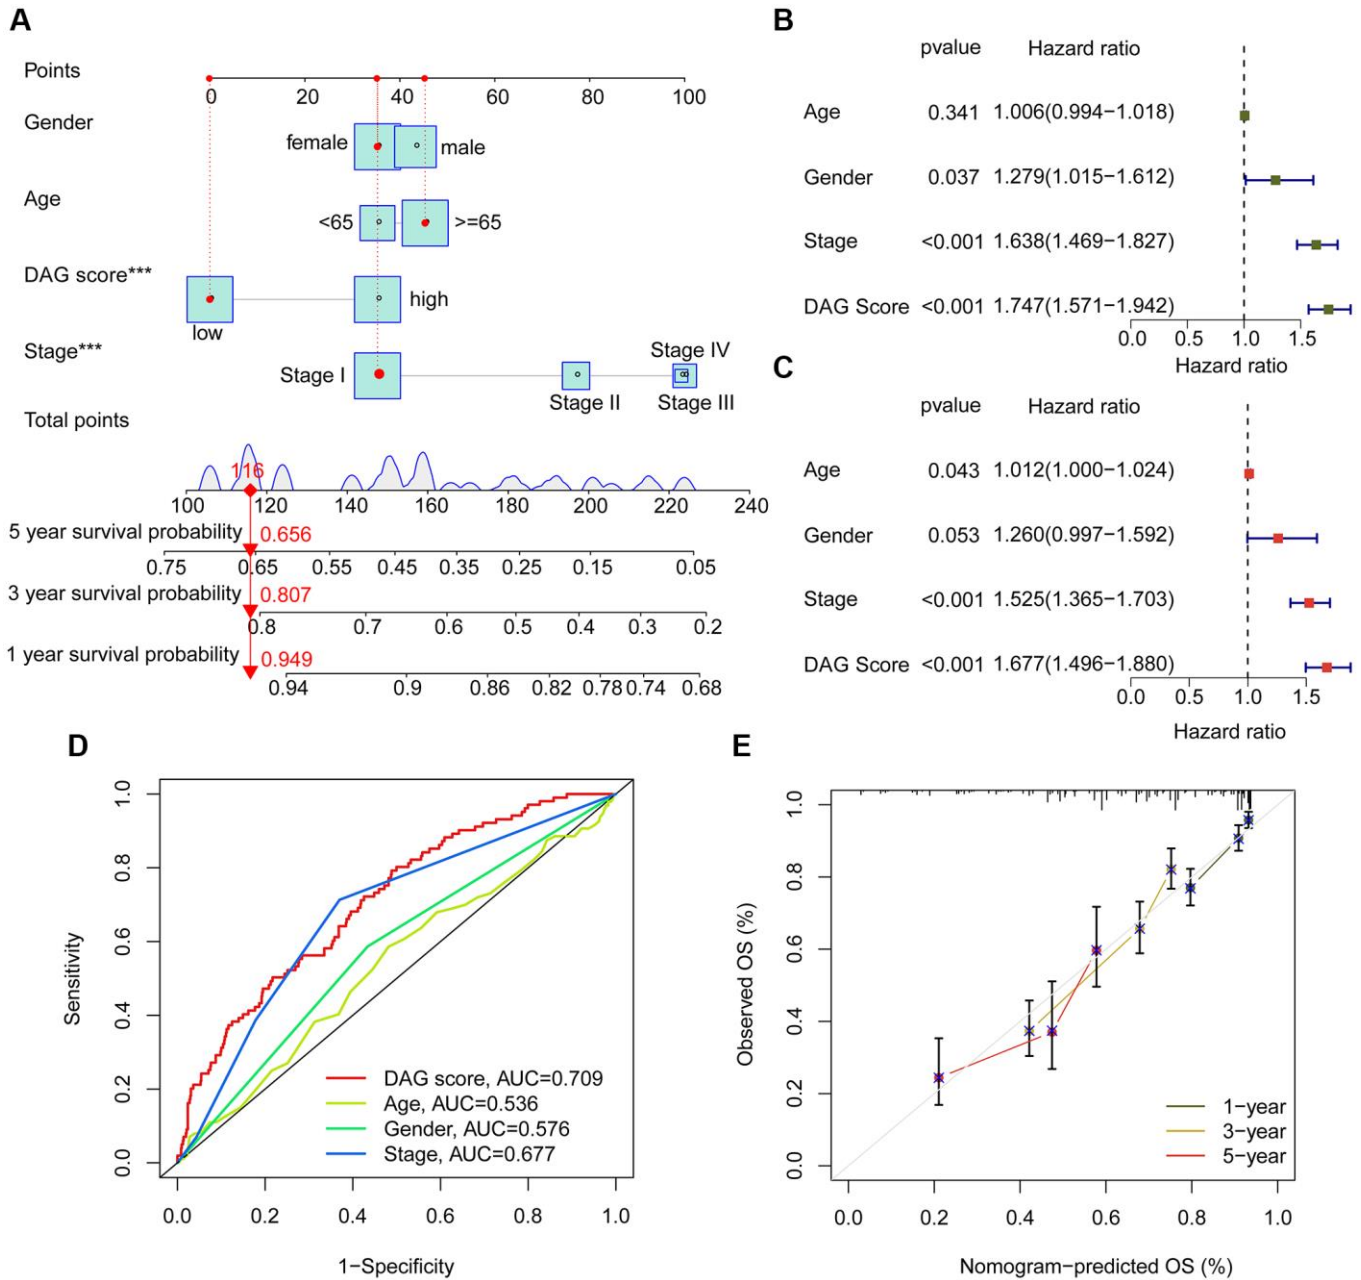 A
Points
0 20 40 60 80 100
Gender
female male
Age
<65 >=65
DAG score***
low high
Stage***
Stage I Stage II Stage IV Stage III
Total points
116
100 120 140 160 180 200 220 240
5 year survival probability 0.656
0.75 0.65 0.55 0.45 0.35 0.25 0.15 0.05
3 year survival probability 0.807
0.8 0.7 0.6 0.5 0.4 0.3 0.2
1 year survival probability 0.949
0.94 0.9 0.86 0.82 0.78 0.74 0.68
B
pvalue Hazard ratio
Age 0.341 1.006(0.994−1.018)
Gender 0.037 1.279(1.015−1.612)
Stage <0.001 1.638(1.469−1.827)
DAG Score <0.001 1.747(1.571−1.942)
0.0 0.5 1.0 1.5
Hazard ratio
C
pvalue Hazard ratio
Age 0.043 1.012(1.000−1.024)
Gender 0.053 1.260(0.997−1.592)
Stage <0.001 1.525(1.365−1.703)
DAG Score <0.001 1.677(1.496−1.880)
0.0 0.5 1.0 1.5
Hazard ratio
D
Sensitivity
1.0
0.8
0.6
0.4
0.2
0.0
DAG score, AUC=0.709
Age, AUC=0.536
Gender, AUC=0.576
Stage, AUC=0.677
0.0 0.2 0.4 0.6 0.8 1.0
1−Specificity
E
Observed OS (%)
1.0
0.8
0.6
0.4
0.2
0.0
1−year
3−year
5−year
0.0 0.2 0.4 0.6 0.8 1.0
Nomogram−predicted OS (%)